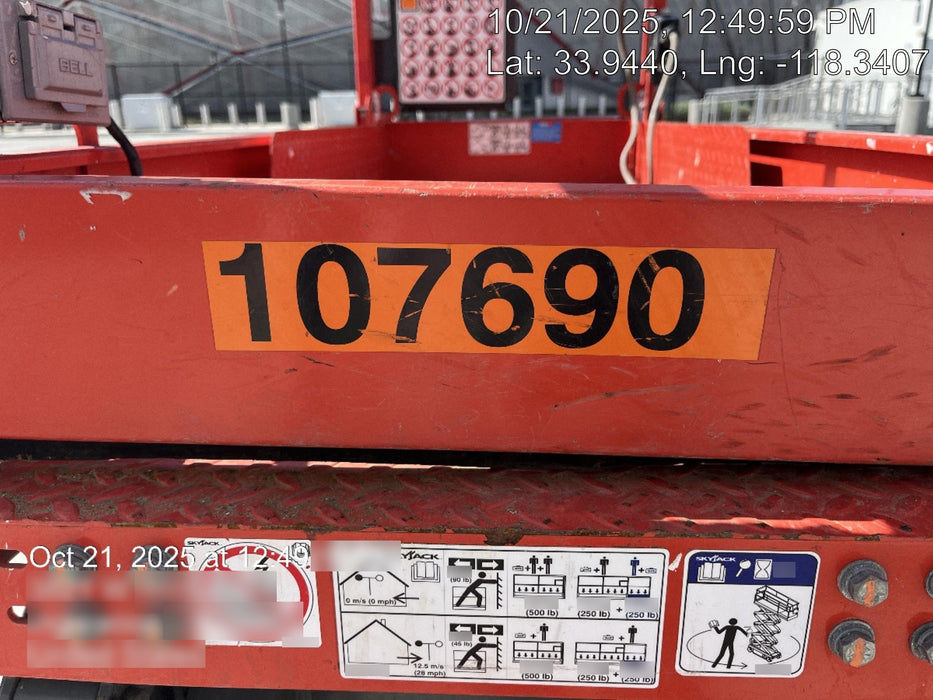 10/21/2025, 12:49:59 PM
Lat: 33.9440, Lng: -118.3407
BELL
107690
Oct 21, 2025 at 12:49
SKYJACK
SKYJACK
SKYJACK
0 m/s (0 mph)
(90 lb)
(500 lb)
(250 lb) + (250 lb)
12.5 m/s
(28 mph)
(45 lb)
(500 lb)
(250 lb) + (250 lb)